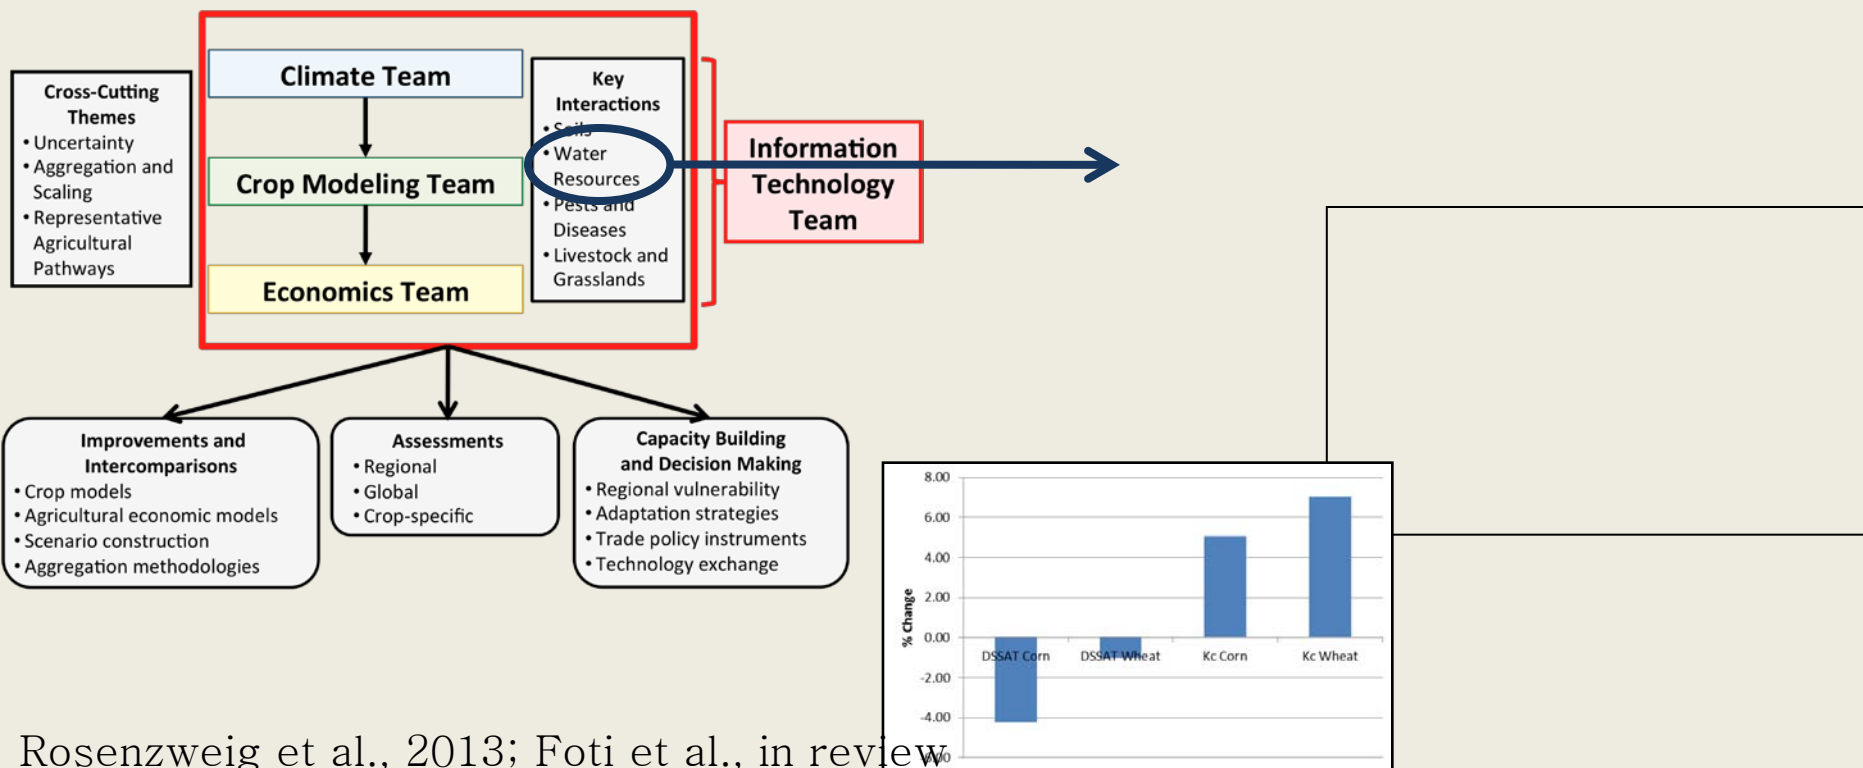 Cross-Cutting
Themes
• Uncertainty
• Aggregation and
Scaling
• Representative
Agricultural
Pathways
Climate Team
Crop Modeling Team
Economics Team
Key
Interactions
• Soils
• Water
Resources
• Pests and
Diseases
• Livestock and
Grasslands
Information
Technology
Team
Improvements and
Intercomparisons
• Crop models
• Agricultural economic models
• Scenario construction
• Aggregation methodologies
Assessments
• Regional
• Global
• Crop-specific
Capacity Building
and Decision Making
• Regional vulnerability
• Adaptation strategies
• Trade policy instruments
• Technology exchange
% Change
8.00
6.00
4.00
2.00
0.00
-2.00
-4.00
DSSAT Corn
DSSAT Wheat
Kc Corn
Kc Wheat
Rosenzweig et al., 2013; Foti et al., in review